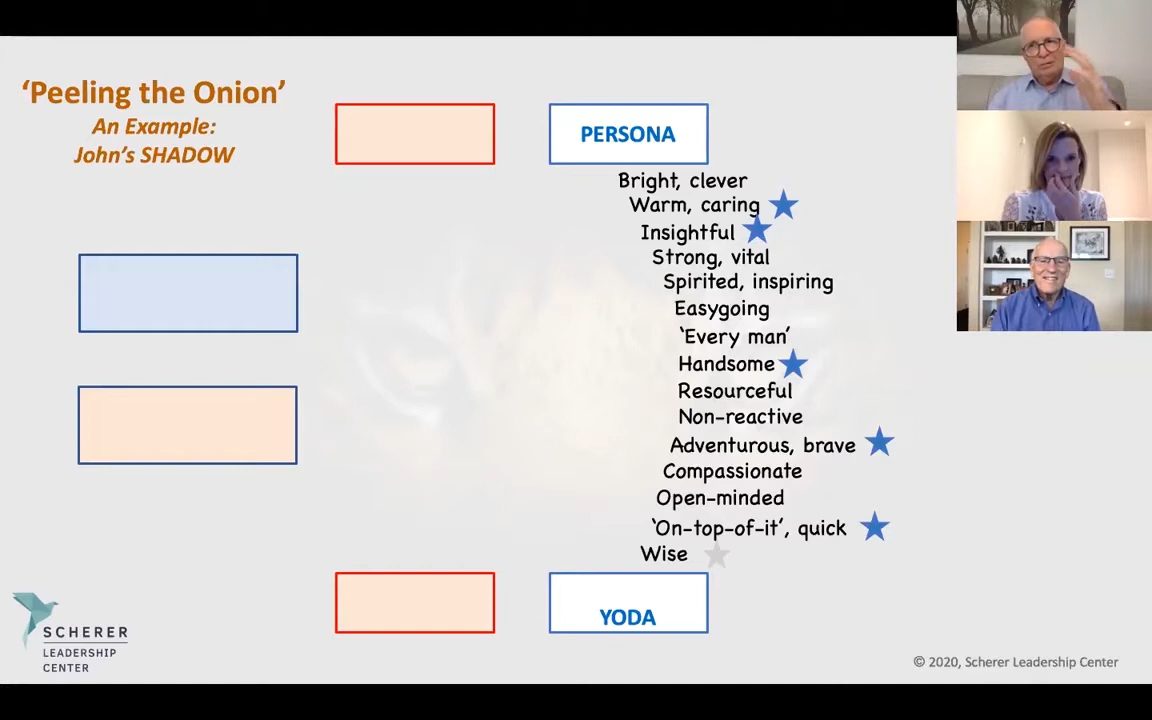 ‘Peeling the Onion’
An Example:
John’s SHADOW
PERSONA
Bright, clever
Warm, caring
Insightful
Strong, vital
Spirited, inspiring
Easygoing
‘Every man’
Handsome
Resourceful
Non-reactive
Adventurous, brave
Compassionate
Open-minded
‘On-top-of-it’, quick
Wise
YODA
SCHERER
LEADERSHIP
CENTER
© 2020, Scherer Leadership Center